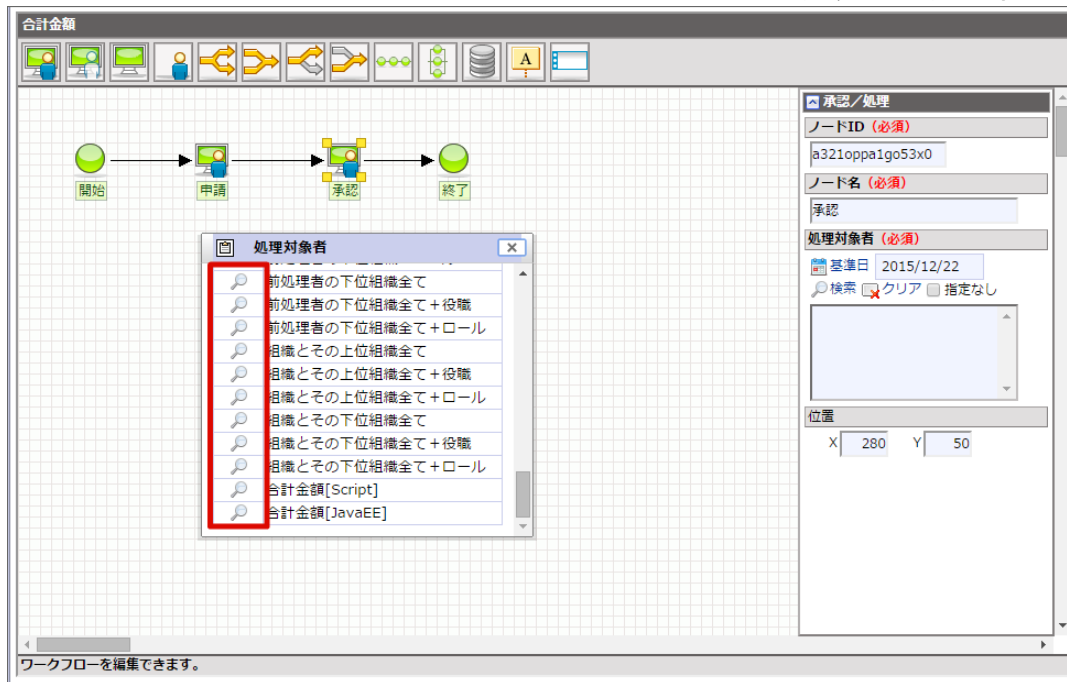 合計金額
A
開始
申請
承認
終了
処理対象者
前処理者の下位組織全て
前処理者の下位組織全て+役職
前処理者の下位組織全て+ロール
組織とその上位組織全て
組織とその上位組織全て+役職
組織とその上位組織全て+ロール
組織とその下位組織全て
組織とその下位組織全て+役職
組織とその下位組織全て+ロール
合計金額[Script]
合計金額[JavaEE]
承認/処理
ノードID(必須)
a321oppa1go53x0
ノード名(必須)
承認
処理対象者(必須)
基準日 2015/12/22
検索 クリア 指定なし
位置
X 280 Y 50
ワークフローを編集できます。